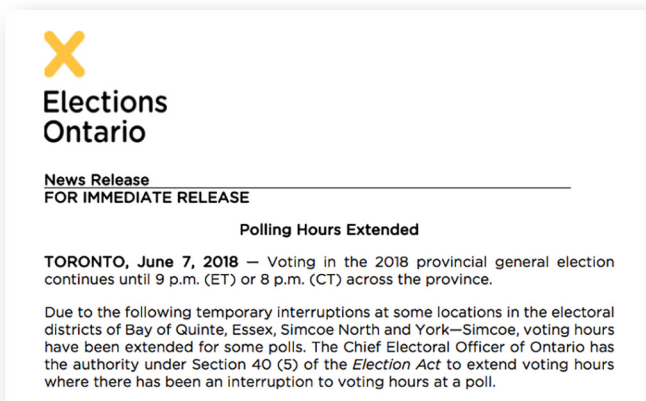 Elections
Ontario
News Release
FOR IMMEDIATE RELEASE
Polling Hours Extended
TORONTO, June 7, 2018 — Voting in the 2018 provincial general election
continues until 9 p.m. (ET) or 8 p.m. (CT) across the province.
Due to the following temporary interruptions at some locations in the electoral
districts of Bay of Quinte, Essex, Simcoe North and York—Simcoe, voting hours
have been extended for some polls. The Chief Electoral Officer of Ontario has
the authority under Section 40 (5) of the Election Act to extend voting hours
where there has been an interruption to voting hours at a poll.